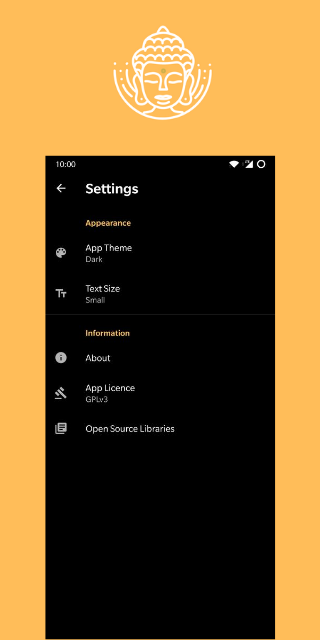 10:00
Settings
Appearance
App Theme
Dark
Text Size
Small
Information
About
App Licence
GPLv3
Open Source Libraries